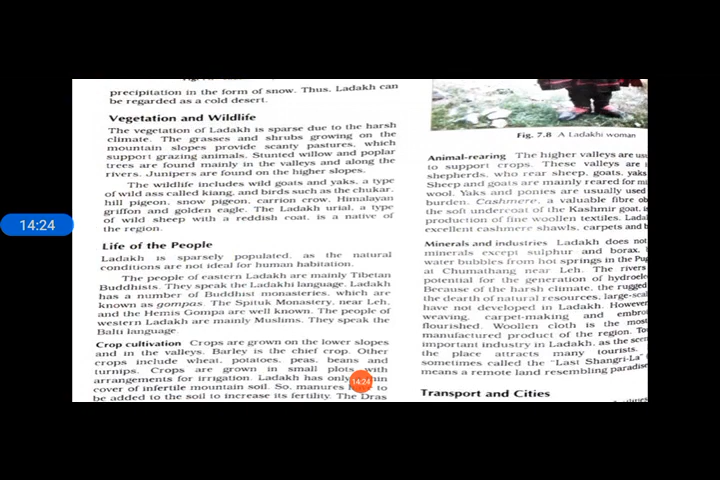 precipitation in the form of snow. Thus, Ladakh can
be regarded as a cold desert.
Vegetation and Wildlife
The vegetation of Ladakh is sparse due to the harsh
climate. The grasses and shrubs growing on the
mountain slopes provide scanty pastures, which
support grazing animals. Stunted willow and poplar
trees are found mainly in the valleys and along the
rivers. Junipers are found on the higher slopes.
The wildlife includes wild goats and yaks, a type
of wild ass called kiang, and birds such as the chukar,
hill pigeon, snow pigeon, carrion crow, Himalayan
griffon and golden eagle. The Ladakh urial, a type
of wild sheep with a reddish coat, is a native of
the region.
Life of the People
Ladakh is sparsely populated, as the natural
conditions are not ideal for human habitation.
The people of eastern Ladakh are mainly Tibetan
Buddhists. They speak the Ladakhi language. Ladakh
has a number of Buddhist monasteries, which are
known as gompas. The Spituk Monastery, near Leh,
and the Hemis Gompa are well known. The people of
western Ladakh are mainly Muslims. They speak the
Balti language.
Crop cultivation Crops are grown on the lower slopes
and in the valleys. Barley is the chief crop. Other
crops include wheat, potatoes, peas, beans and
turnips. Crops are grown in small plots with
arrangements for irrigation. Ladakh has only
cover of infertile mountain soil. So, manures to
be added to the soil to increase its fertility. The Dras
Fig. 7.8 A Ladakhi woman
Animal-rearing The higher valleys are
to support crops. These valleys are
shepherds, who rear sheep, goats, yaks
Sheep and goats are mainly reared for
wool. Yaks and ponies are usually used
burden. Cashmere, a valuable fibre
the soft undercoat of the Kashmir goat,
production of fine woollen textiles.
excellent cashmere shawls, carpets and
Minerals and industries Ladakh does not
minerals except sulphur and borax.
water bubbles from hot springs in the
at Chumathang near Leh. The rivers
potential for the generation of
Because of the harsh climate, the rugged
the dearth of natural resources,
have not developed in Ladakh. However
weaving, carpet-making and
flourished. Woollen cloth is the most
manufactured product of the region.
important industry in Ladakh, as the
the place attracts many tourists.
sometimes called the "Last Shangri-La"
means a remote land resembling paradise
Transport and Cities
14:24
14:24